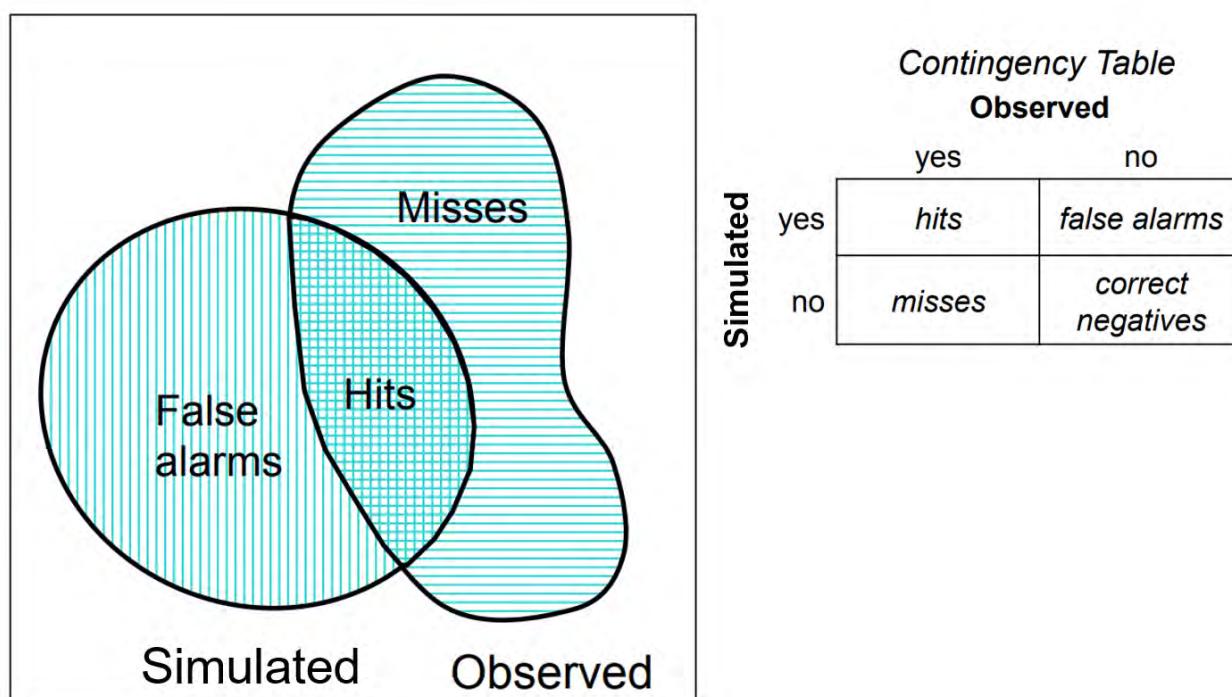 Misses
Hits
False
alarms
Simulated
Observed
Contingency Table
Observed
yes no
Simulated
yes hits false alarms
no misses correct
negatives